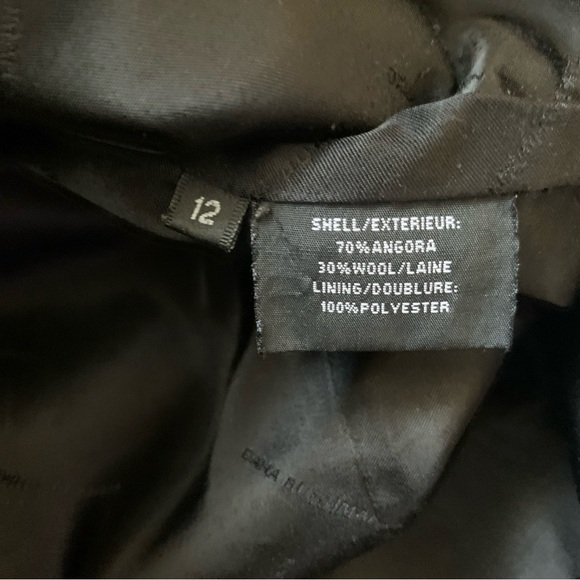 12
SHELL/EXTERIEUR:
70%ANGORA
30%WOOL/LAINE
LINING/DOUBLURE:
100%POLYESTER